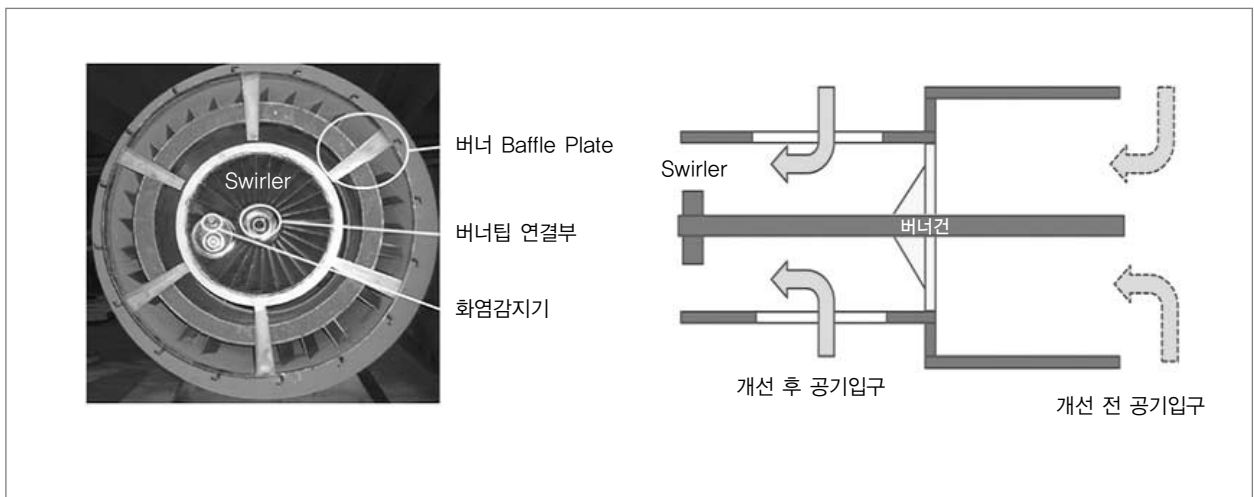 버너 Baffle Plate
Swirler
버너팁 연결부
화염감지기
Swirler
버너건
개선 후 공기입구
개선 전 공기입구